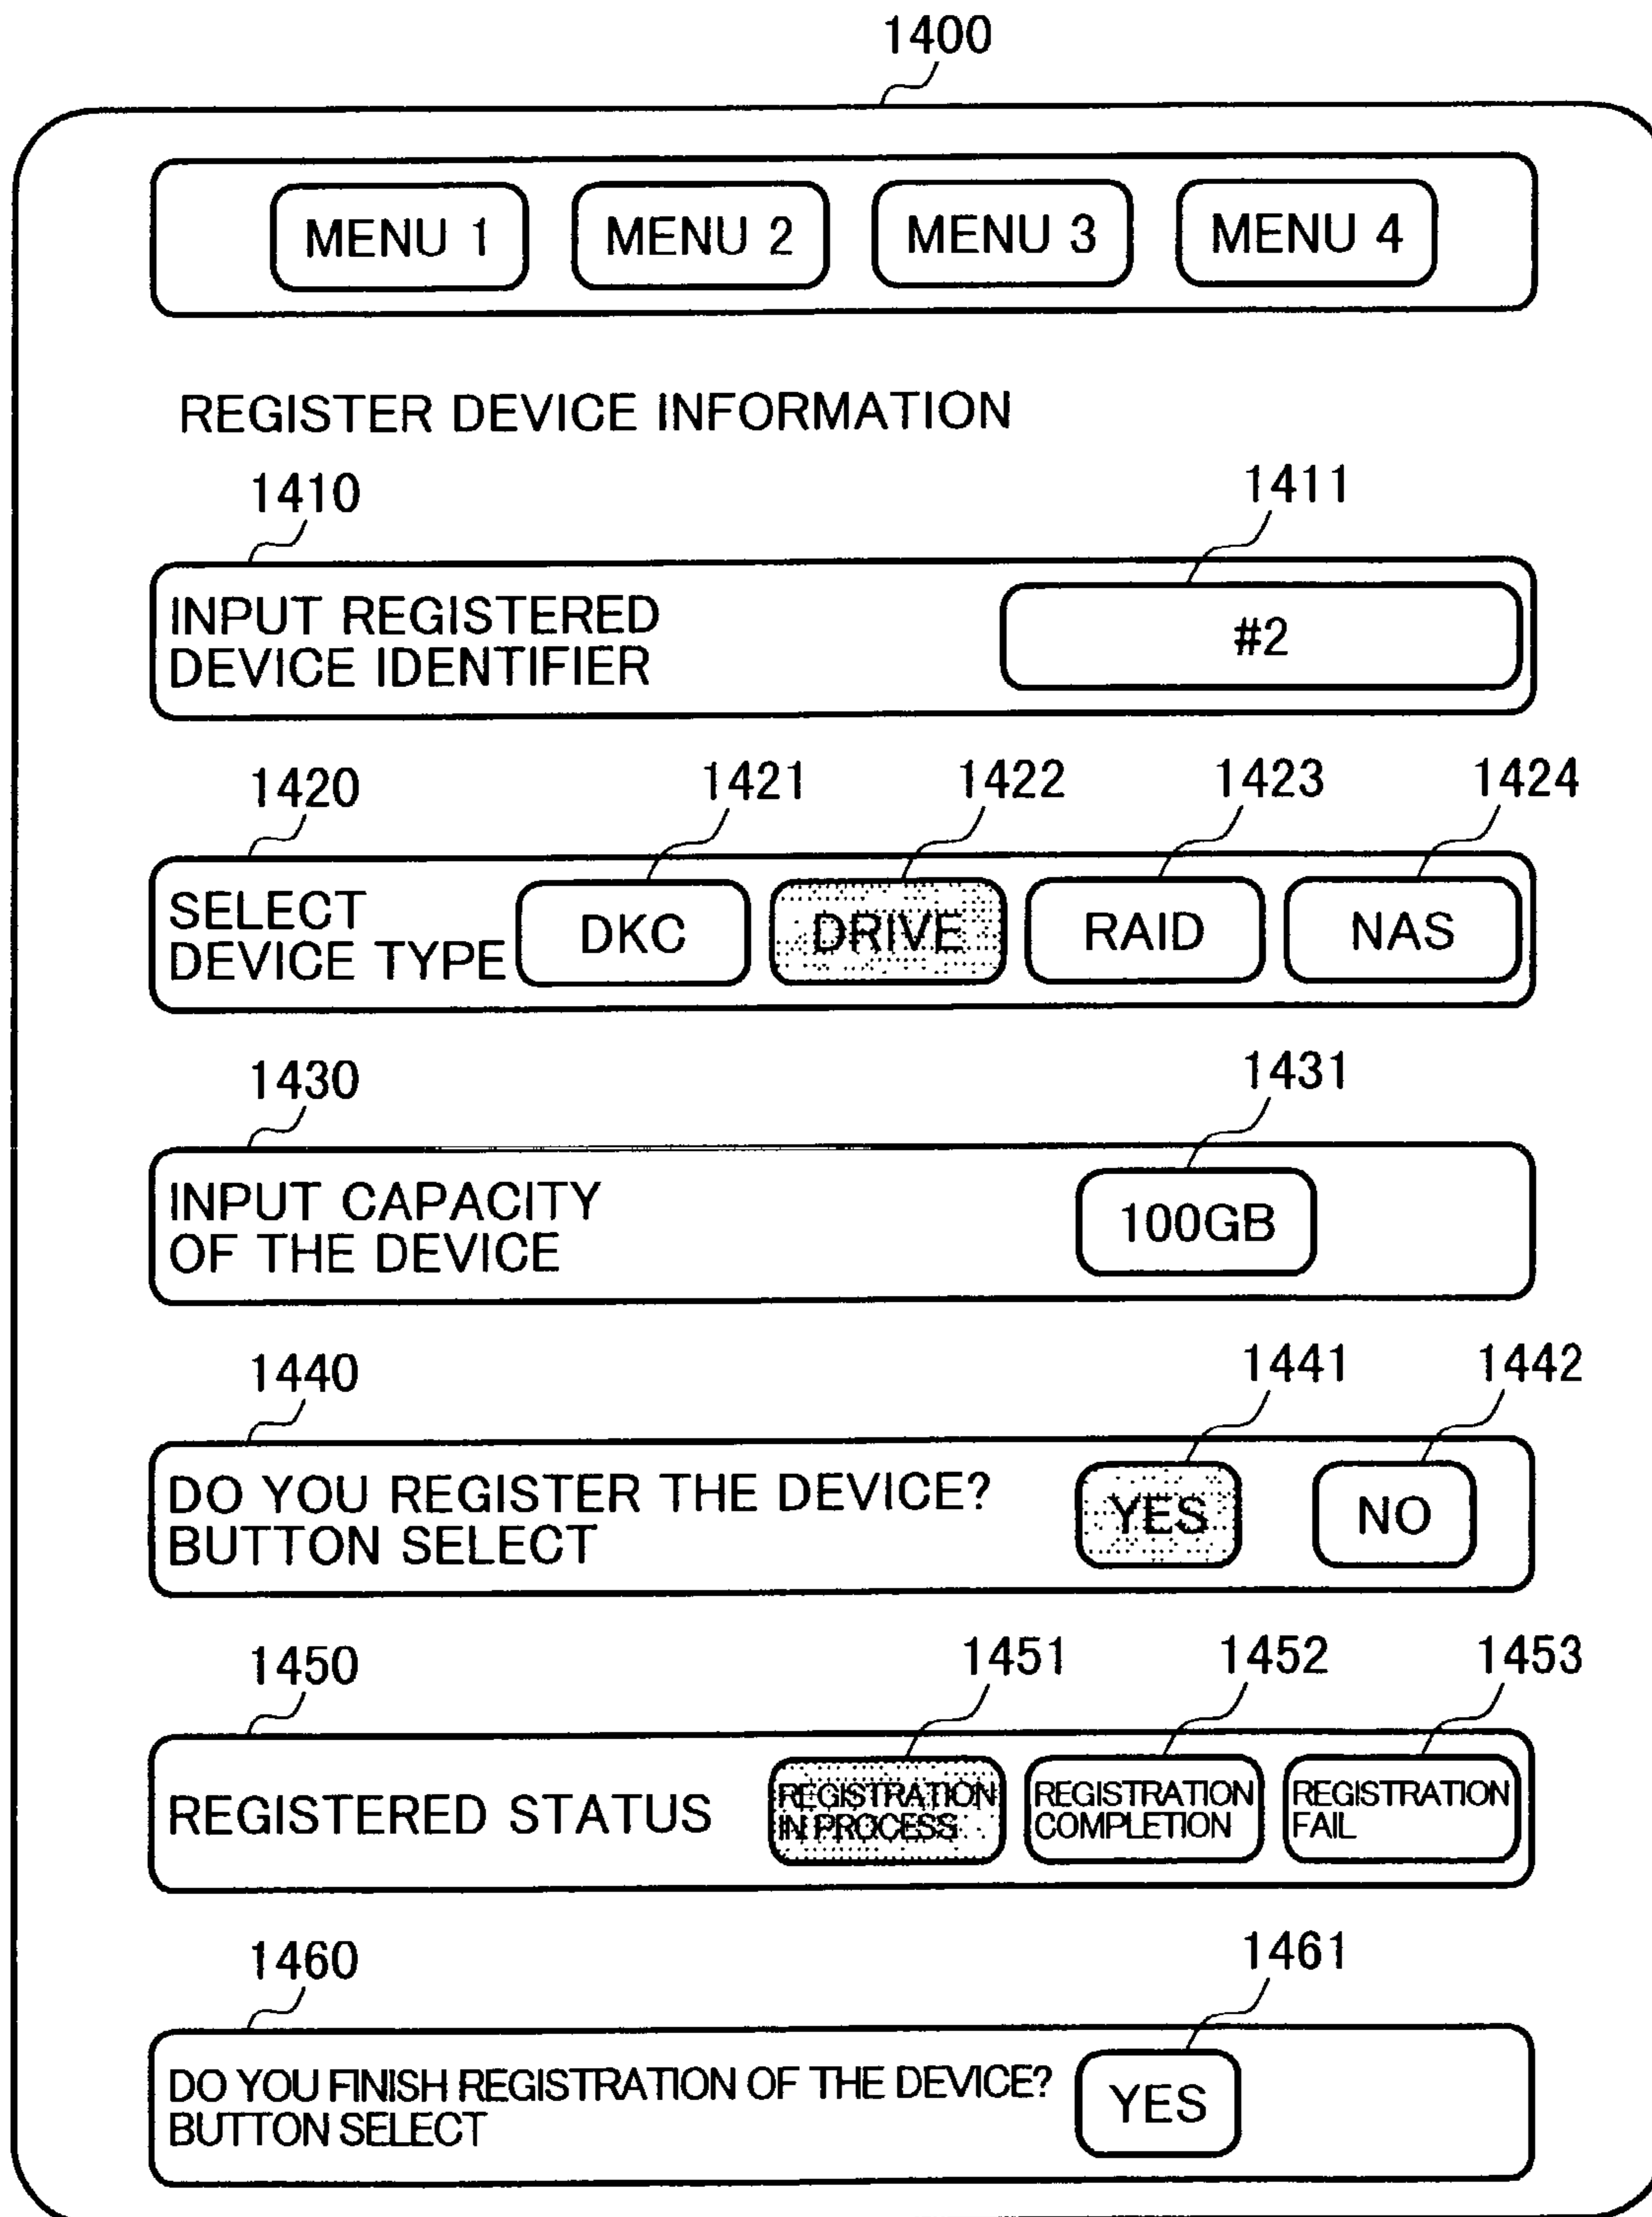 1400
MENU 1 MENU 2 MENU 3 MENU 4
REGISTER DEVICE INFORMATION
1410 1411
INPUT REGISTERED
DEVICE IDENTIFIER
#2
1420 1421 1422 1423 1424
SELECT
DEVICE TYPE
DKC DRIVE RAID NAS
1430 1431
INPUT CAPACITY
OF THE DEVICE
100GB
1440 1441 1442
DO YOU REGISTER THE DEVICE?
BUTTON SELECT
YES NO
1450 1451 1452 1453
REGISTERED STATUS
REGISTRATION
IN PROCESS
REGISTRATION
COMPLETION
REGISTRATION
FAIL
1460 1461
DO YOU FINISH REGISTRATION OF THE DEVICE?
BUTTON SELECT
YES